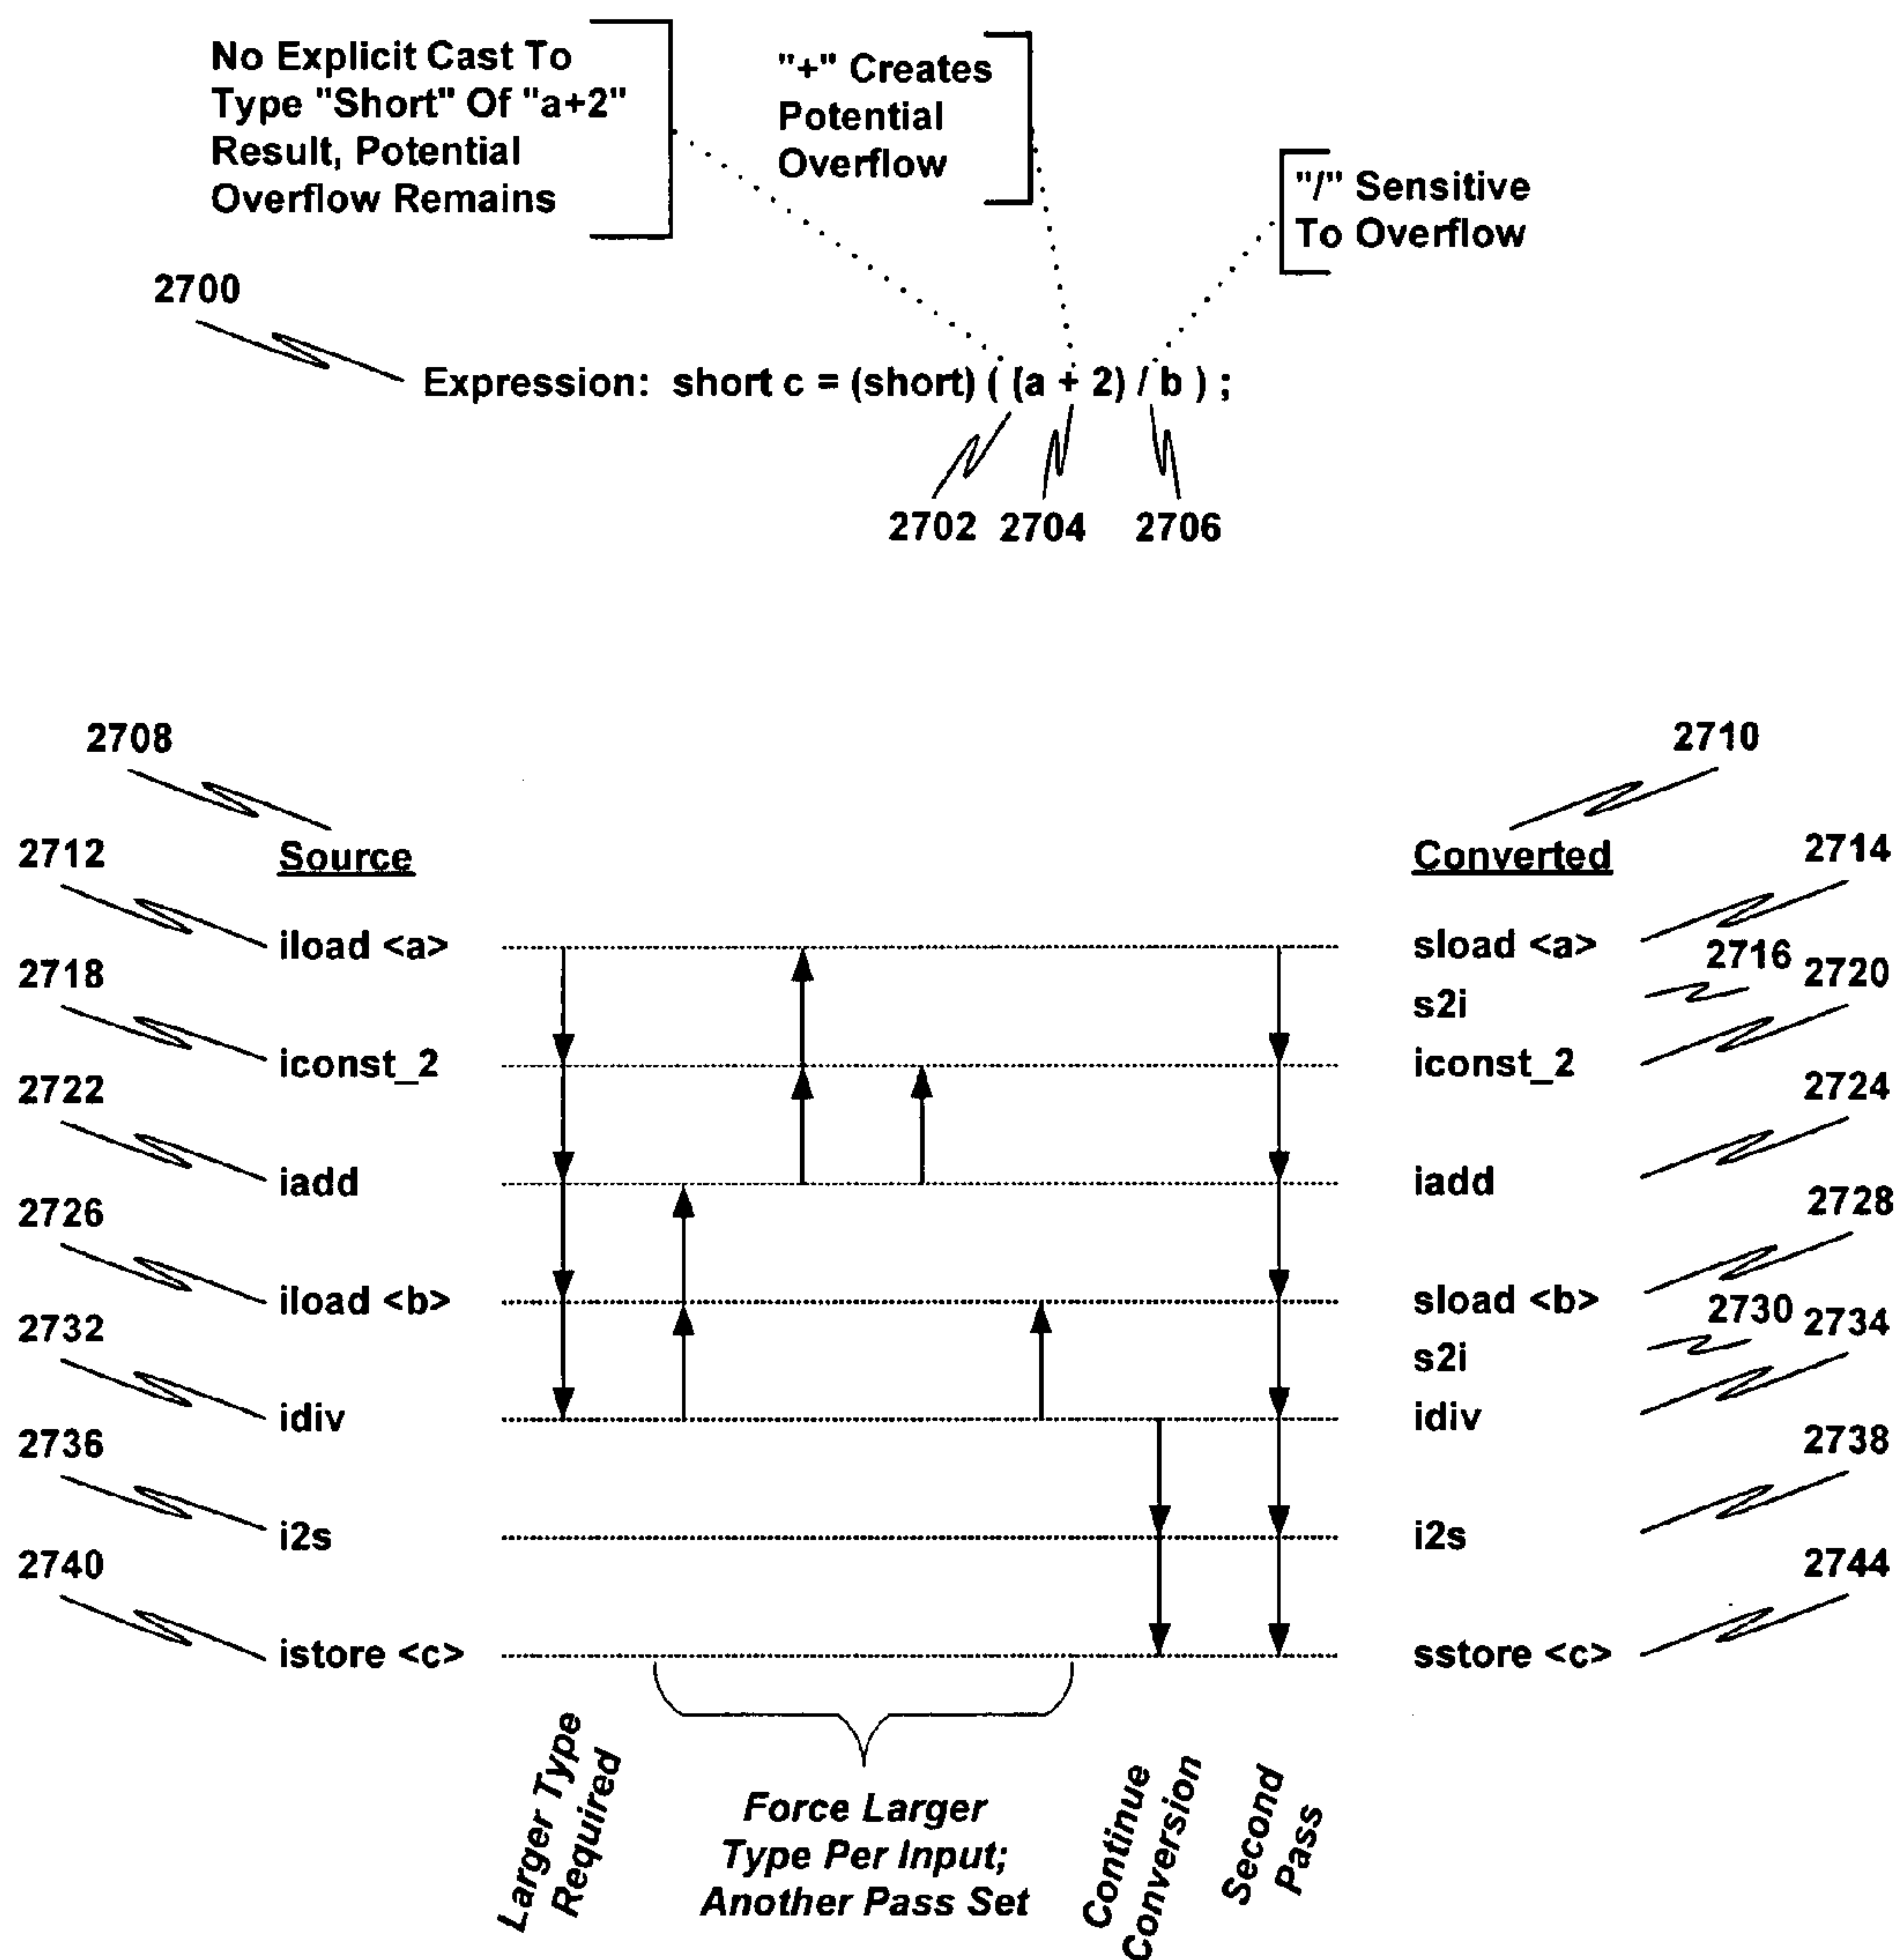 No Explicit Cast To
Type "Short" Of "a+2"
Result, Potential
Overflow Remains
"+" Creates
Potential
Overflow
"/" Sensitive
To Overflow
2700
Expression: short c = (short) ( (a + 2) / b ) ;
2702 2704 2706
2708
2710
2712
Source
Converted
2714
iload <a>
sload <a>
2716
2718
2720
s2i
iconst_2
iconst_2
2722
2724
iadd
iadd
2726
2728
iload <b>
sload <b>
2730
2732
2734
s2i
idiv
idiv
2736
2738
i2s
i2s
2740
2744
istore <c>
sstore <c>
Larger Type
Required
Force Larger
Type Per Input;
Another Pass Set
Continue
Conversion
Second
Pass